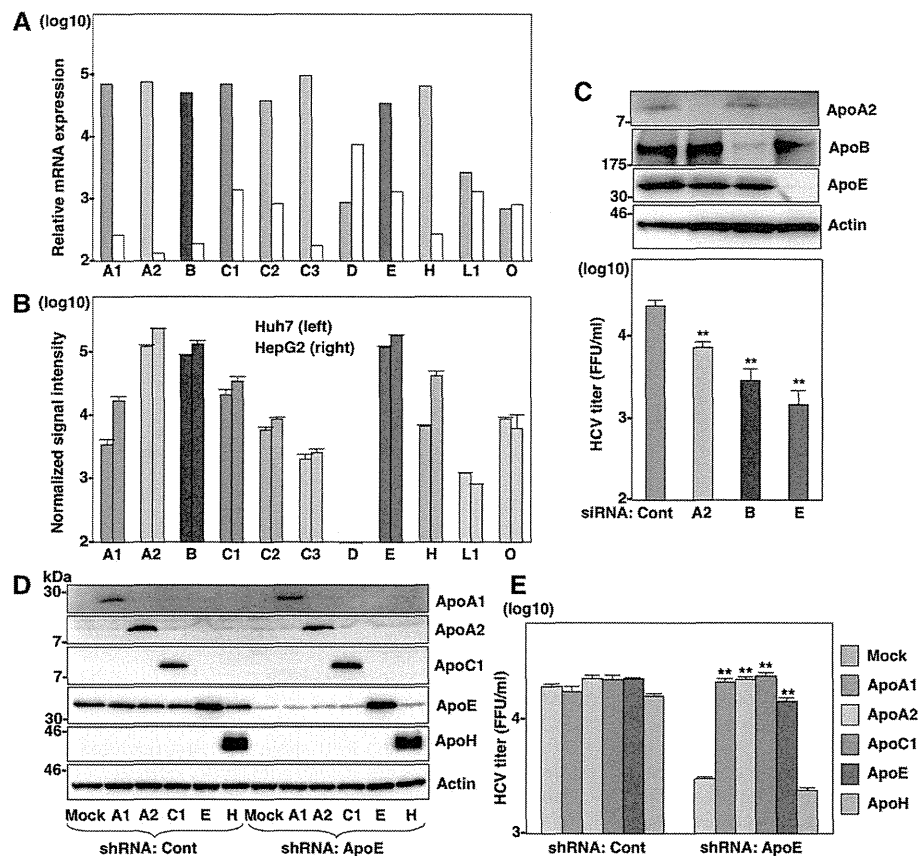 A
(log10)
Relative mRNA expression
5
4
3
2
A1 A2 B C1 C2 C3 D E H L1 O
B
(log10)
Normalized signal intensity
Huh7 (left)
HepG2 (right)
5
4
3
2
A1 A2 B C1 C2 C3 D E H L1 O
C
7
ApoA2
175
ApoB
30
ApoE
46
Actin
(log10)
HCV titer (FFU/ml)
4
3
2
**
**
**
siRNA: Cont A2 B E
D
kDa
30
ApoA1
7
ApoA2
7
ApoC1
30
ApoE
46
ApoH
46
Actin
Mock A1 A2 C1 E H Mock A1 A2 C1 E H
shRNA: Cont shRNA: ApoE
E
(log10)
HCV titer (FFU/ml)
4
3
** ** **
**
shRNA: Cont shRNA: ApoE
Mock
ApoA1
ApoA2
ApoC1
ApoE
ApoH